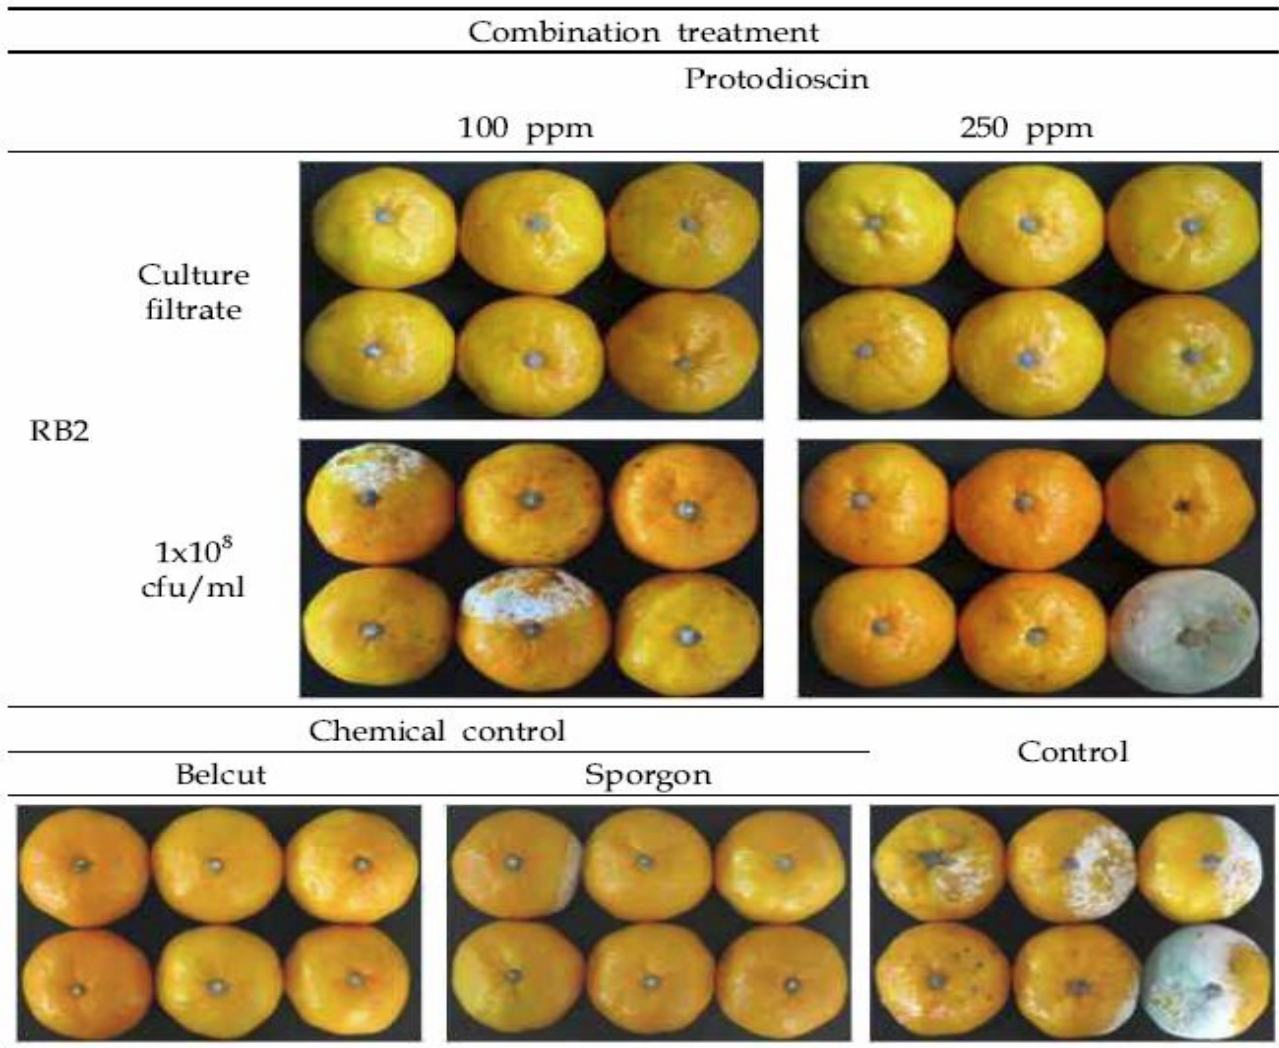 Combination treatment
Protodioscin
100 ppm
250 ppm
Culture
filtrate
RB2
1x10⁸
cfu/ml
Chemical control
Control
Belcut
Sporgon